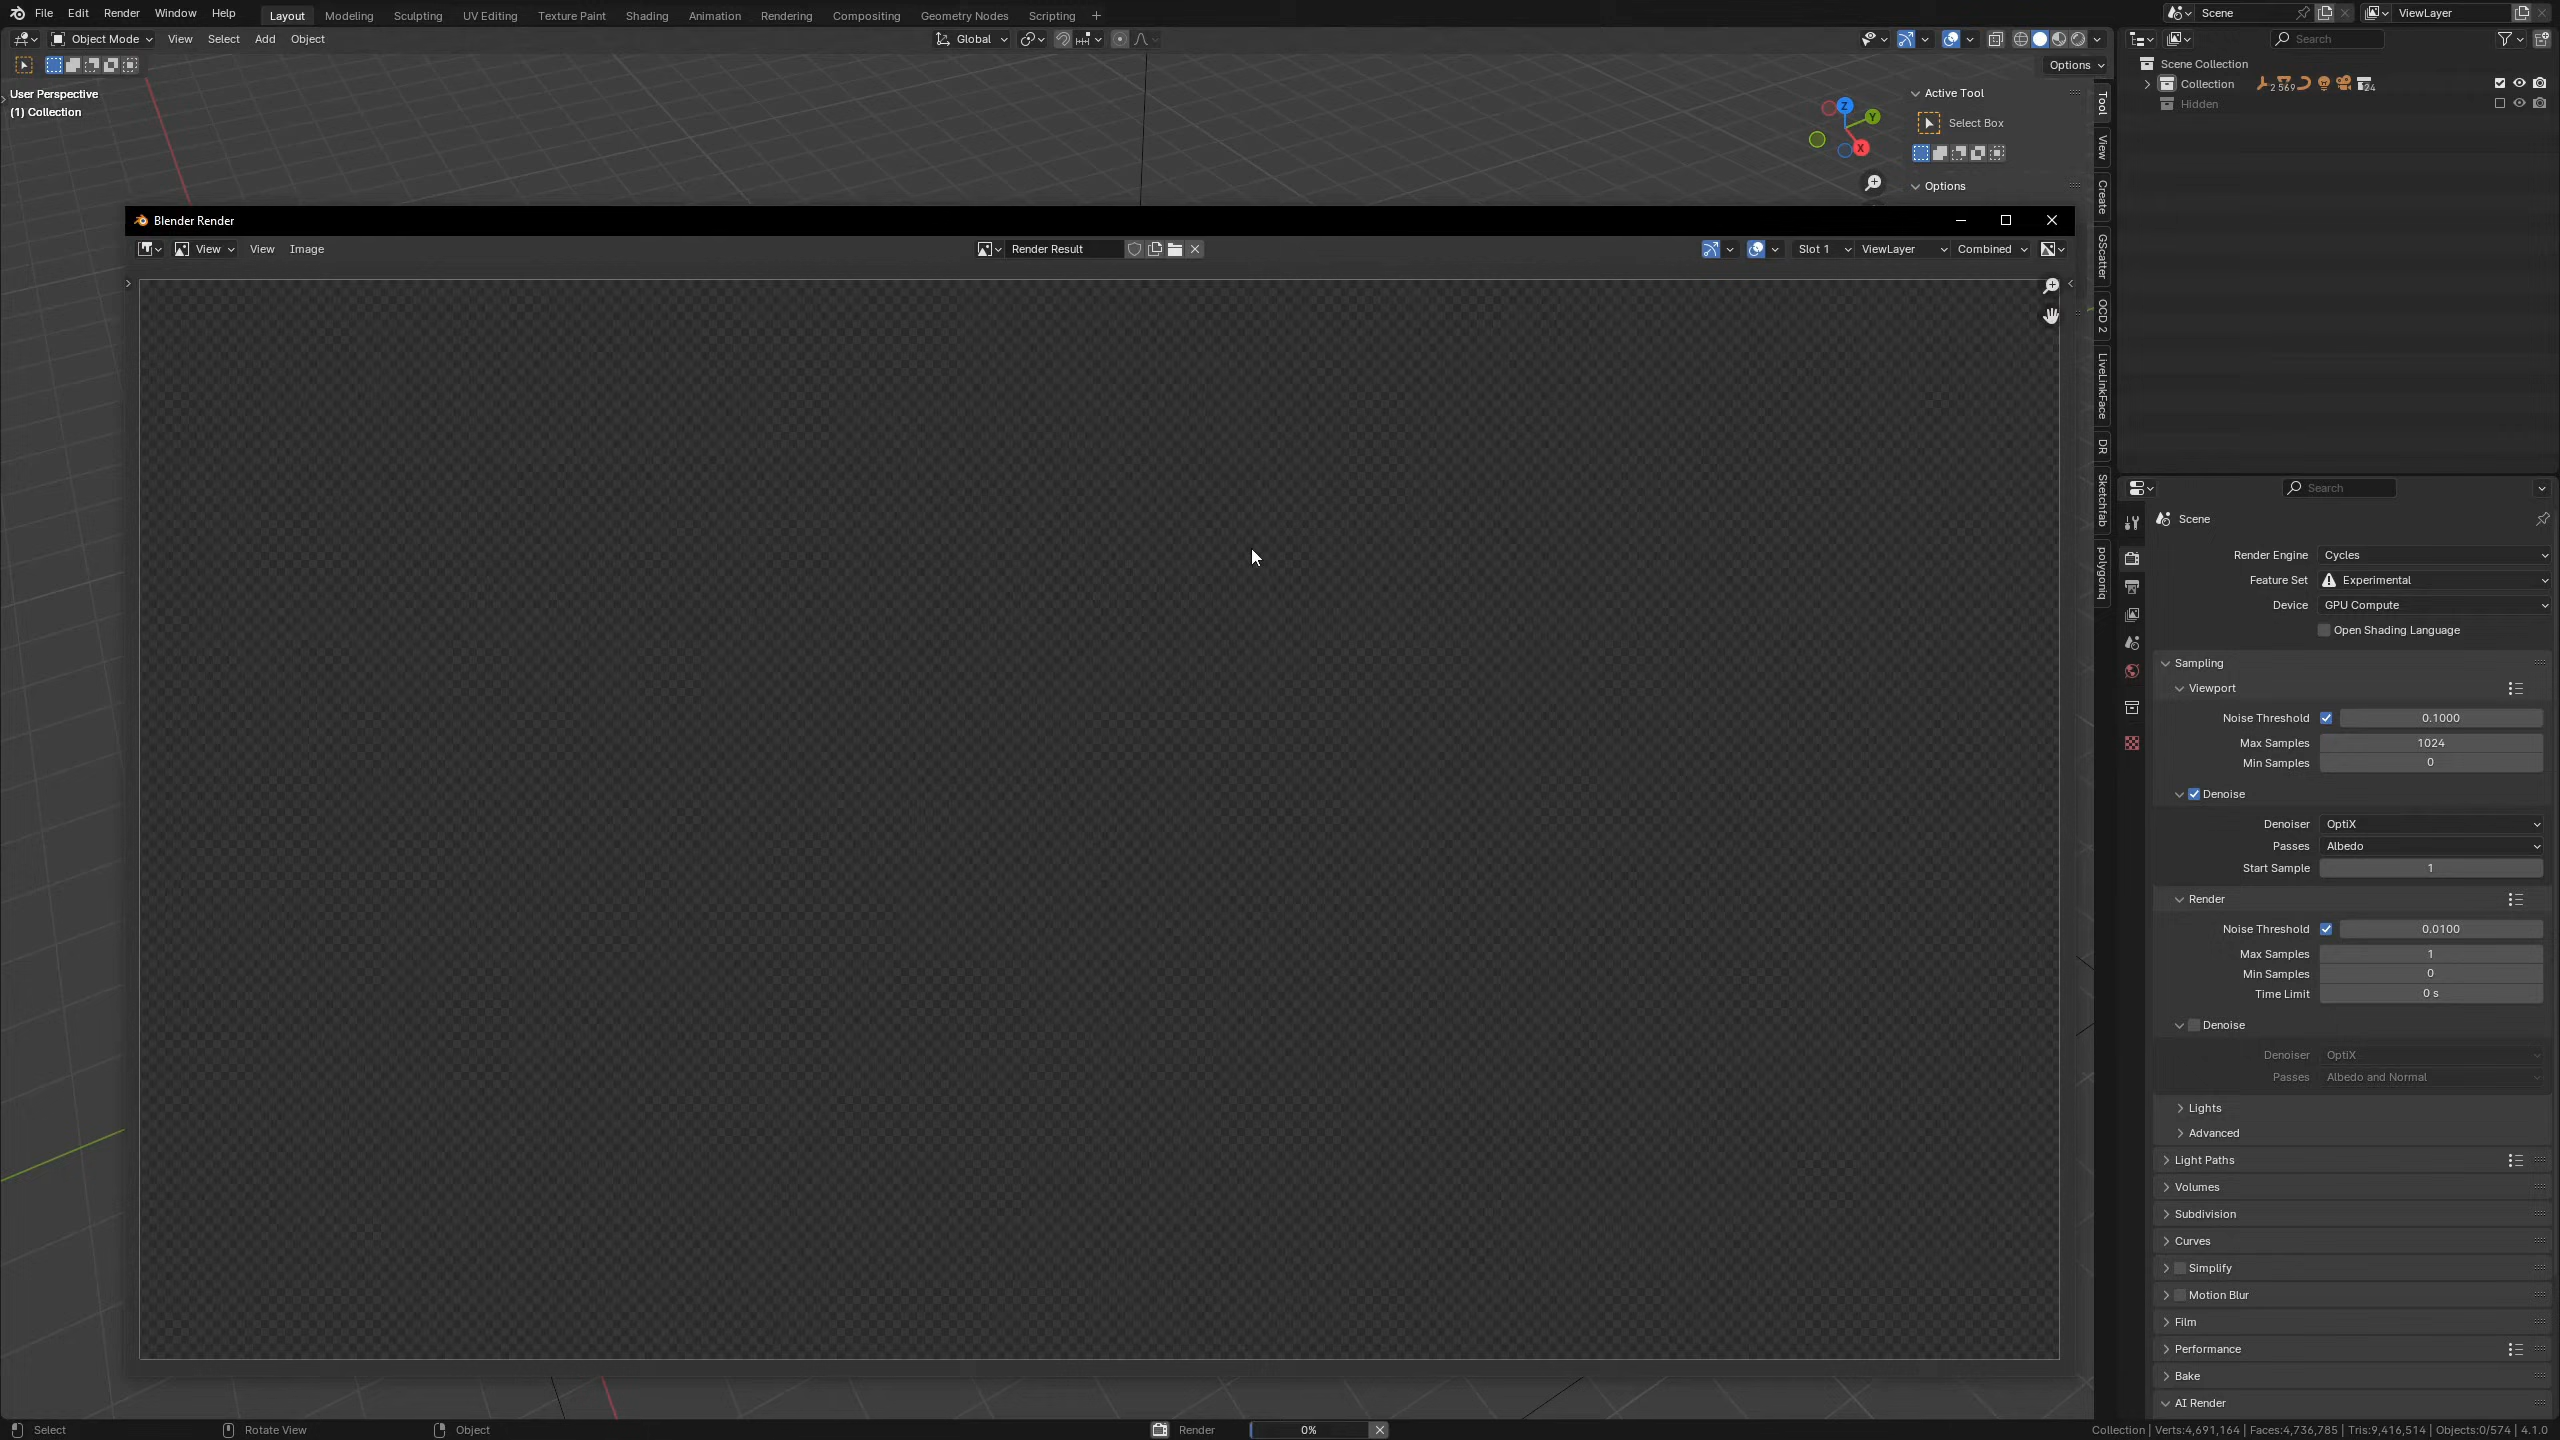 File Edit Render Window Help Layout Modeling Sculpting UV Editing Texture Paint Shading Animation Rendering Compositing Geometry Nodes Scripting + Scene ViewLayer
Object Mode View Select Add Object Global Search
Options
User Perspective
(1) Collection
Active Tool
Select Box
Options
Tool
View
Create
GScatter
OCD 2
LiveLinkFace
DR
Sketchfab
polygoniq
Scene Collection
Collection 2 569 24
Hidden
Blender Render
View View Image Render Result Slot 1 ViewLayer Combined
Z
Y
X
Search
Scene
Render Engine Cycles
Feature Set Experimental
Device GPU Compute
Open Shading Language
Sampling
Viewport
Noise Threshold 0.1000
Max Samples 1024
Min Samples 0
Denoise
Denoiser OptiX
Passes Albedo
Start Sample 1
Render
Noise Threshold 0.0100
Max Samples 1
Min Samples 0
Time Limit 0 s
Denoise
Denoiser OptiX
Passes Albedo and Normal
Lights
Advanced
Light Paths
Volumes
Subdivision
Curves
Simplify
Motion Blur
Film
Performance
Bake
AI Render
Select Rotate View Object Render 0% Collection | Verts:4,691,164 | Faces:4,736,785 | Tris:9,416,514 | Objects:0/574 | 4.1.0